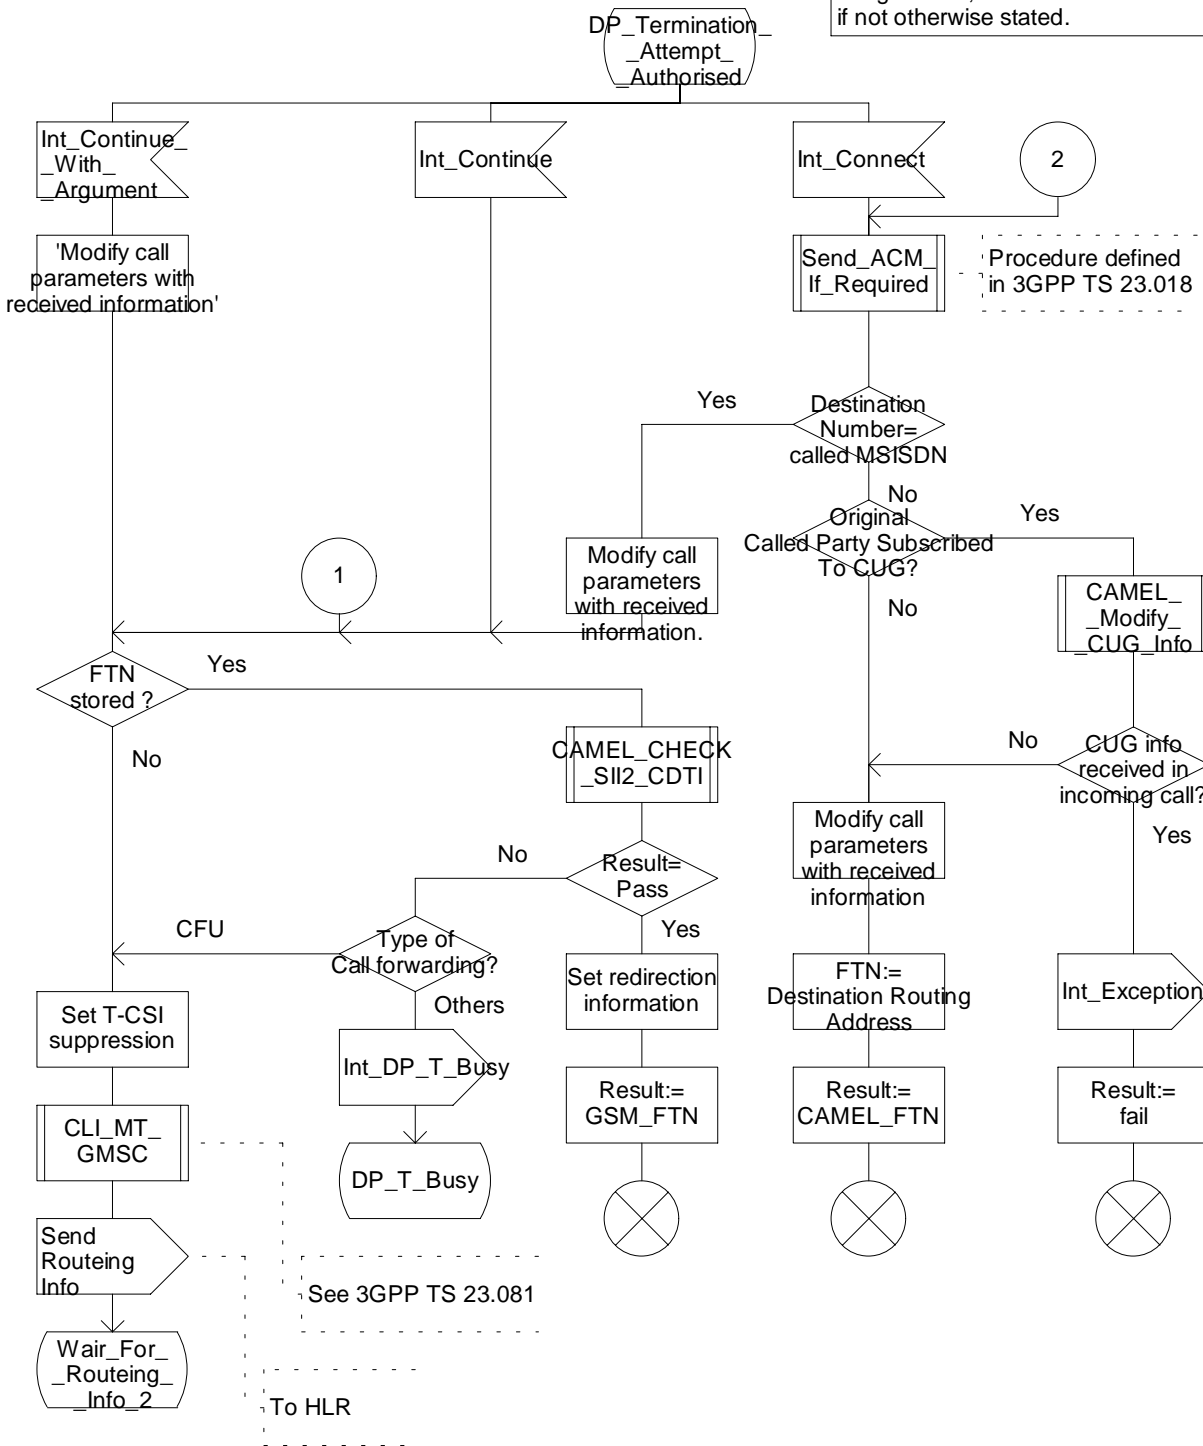 if not otherwise stated.
DP_Termination_
_Attempt_
_Authorised
Int_Continue_
_With_
_Argument
Int_Continue
Int_Connect
2
'Modify call
parameters with
received information'
Send_ACM_
If_Required
Procedure defined
in 3GPP TS 23.018
Yes
Destination
Number=
called MSISDN
No
Original
Called Party Subscribed
To CUG?
Yes
No
1
Modify call
parameters
with received
information.
CAMEL_
_Modify_
_CUG_Info
FTN
stored ?
Yes
No
CAMEL_CHECK
_SII2_CDTI
No
CUG info
received in
incoming call?
Yes
Modify call
parameters
with received
information
No
Result=
Pass
Yes
CFU
Type of
Call forwarding?
Others
Set redirection
information
FTN:=
Destination Routing
Address
Int_Exception
Set T-CSI
suppression
Int_DP_T_Busy
Result:=
GSM_FTN
Result:=
CAMEL_FTN
Result:=
fail
CLI_MT_
GMSC
DP_T_Busy
Send
Routeing
Info
See 3GPP TS 23.081
Wair_For_
_Routeing_
_Info_2
To HLR